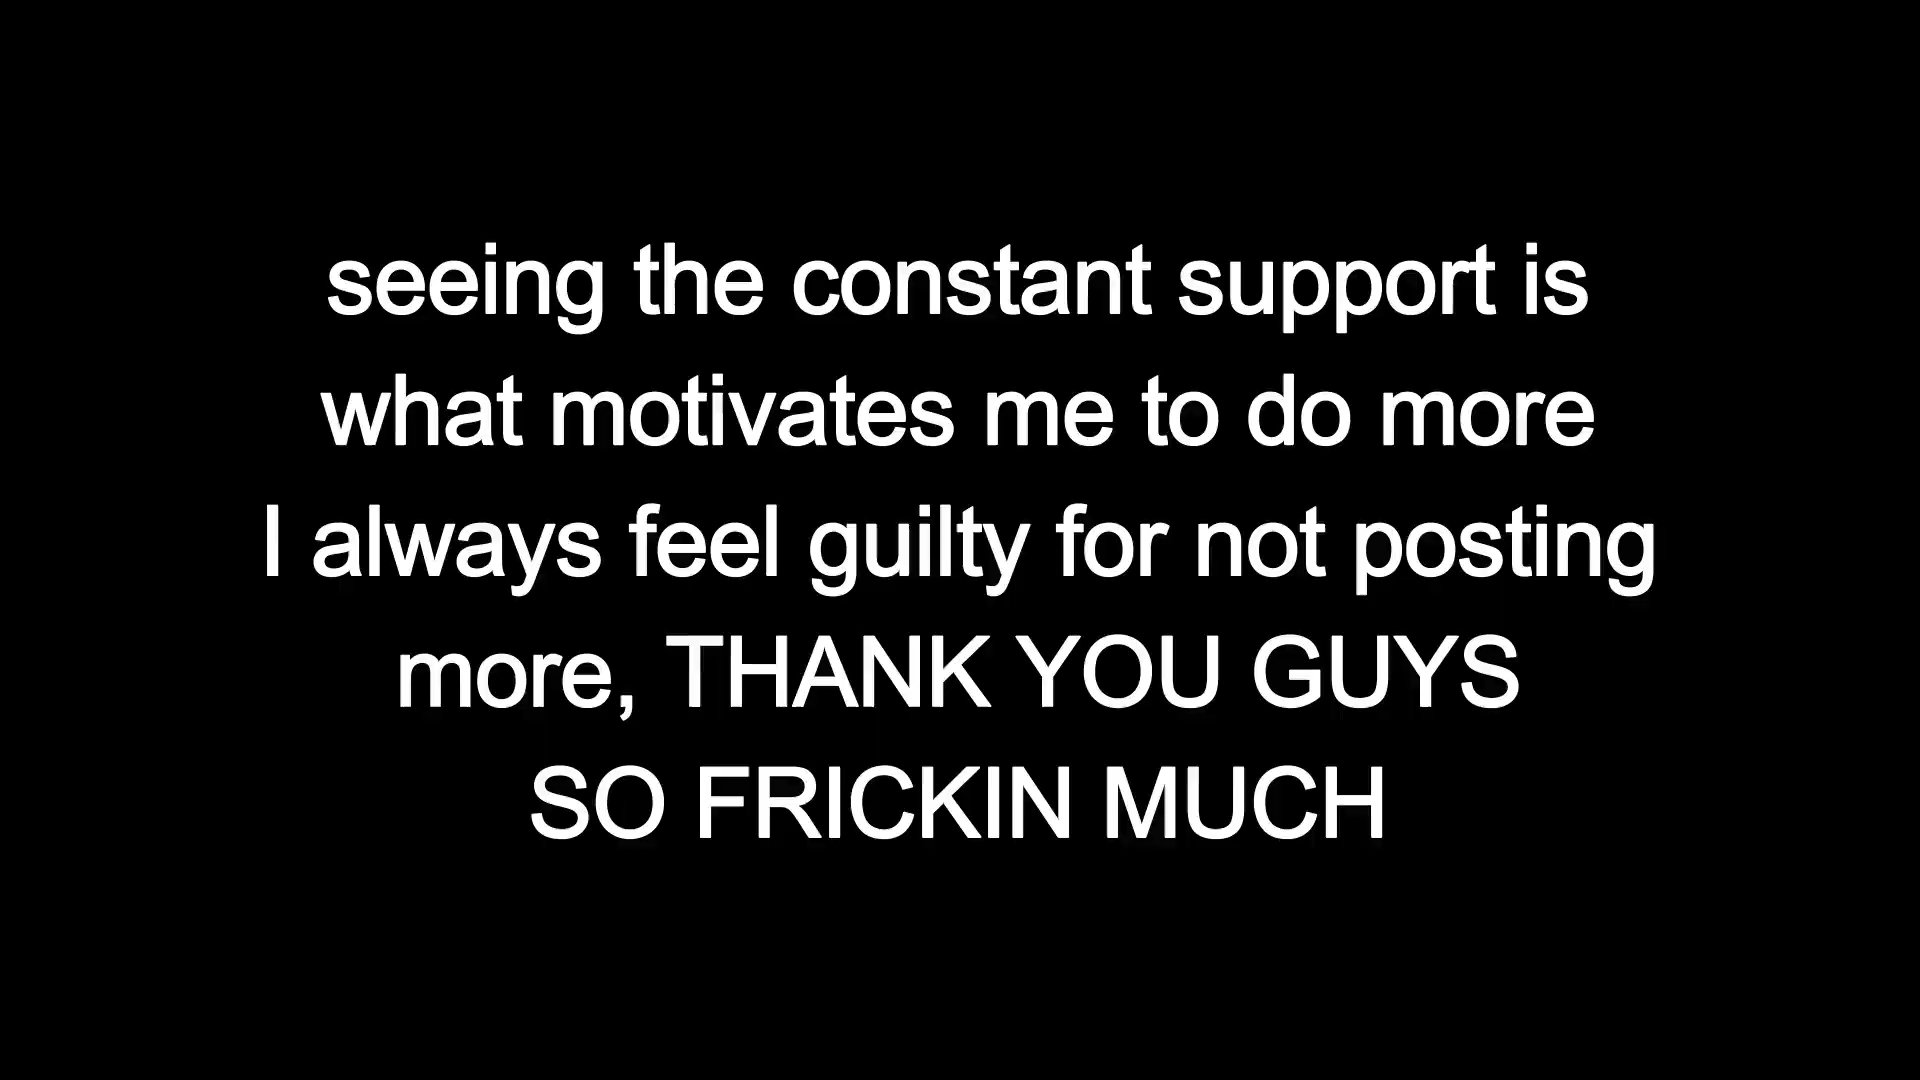 seeing the constant support is
what motivates me to do more
I always feel guilty for not posting
more, THANK YOU GUYS
SO FRICKIN MUCH